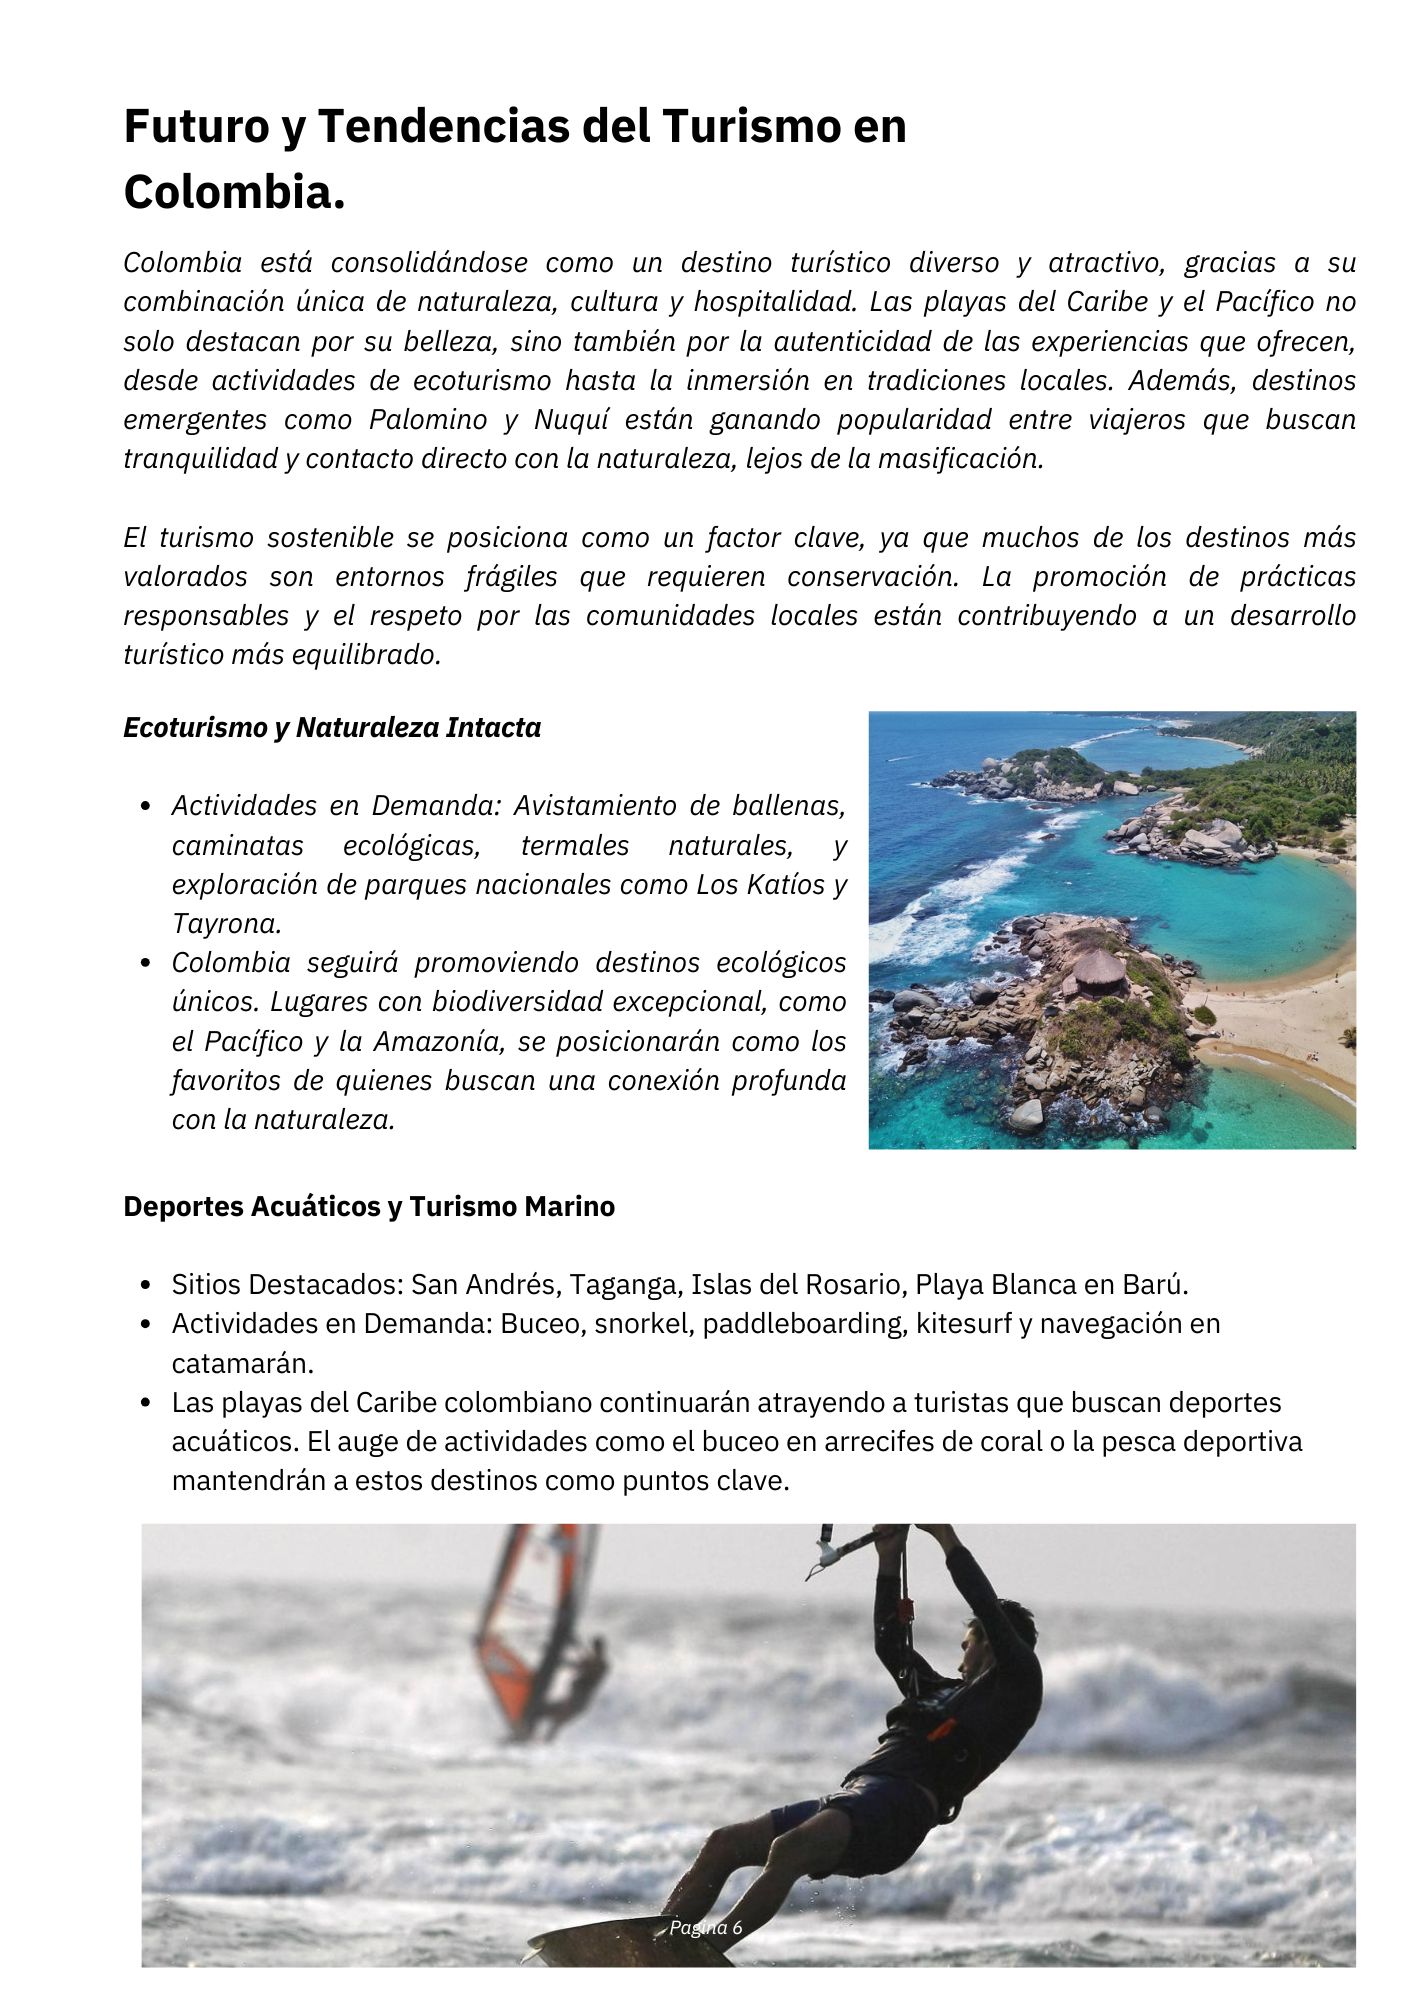 Futuro y Tendencias del Turismo en
Colombia.
Colombia está consolidándose como un destino turístico diverso y atractivo, gracias a su
combinación única de naturaleza, cultura y hospitalidad. Las playas del Caribe y el Pacífico no
solo destacan por su belleza, sino también por la autenticidad de las experiencias que ofrecen,
desde actividades de ecoturismo hasta la inmersión en tradiciones locales. Además, destinos
emergentes como Palomino y Nuquí están ganando popularidad entre viajeros que buscan
tranquilidad y contacto directo con la naturaleza, lejos de la masificación.
El turismo sostenible se posiciona como un factor clave, ya que muchos de los destinos más
valorados son entornos frágiles que requieren conservación. La promoción de prácticas
responsables y el respeto por las comunidades locales están contribuyendo a un desarrollo
turístico más equilibrado.
Ecoturismo y Naturaleza Intacta
• Actividades en Demanda: Avistamiento de ballenas,
caminatas ecológicas, termales naturales, y
exploración de parques nacionales como Los Katíos y
Tayrona.
• Colombia seguirá promoviendo destinos ecológicos
únicos. Lugares con biodiversidad excepcional, como
el Pacífico y la Amazonía, se posicionarán como los
favoritos de quienes buscan una conexión profunda
con la naturaleza.
Deportes Acuáticos y Turismo Marino
• Sitios Destacados: San Andrés, Taganga, Islas del Rosario, Playa Blanca en Barú.
• Actividades en Demanda: Buceo, snorkel, paddleboarding, kitesurf y navegación en
catamarán.
• Las playas del Caribe colombiano continuarán atrayendo a turistas que buscan deportes
acuáticos. El auge de actividades como el buceo en arrecifes de coral o la pesca deportiva
mantendrán a estos destinos como puntos clave.
Pagina 6